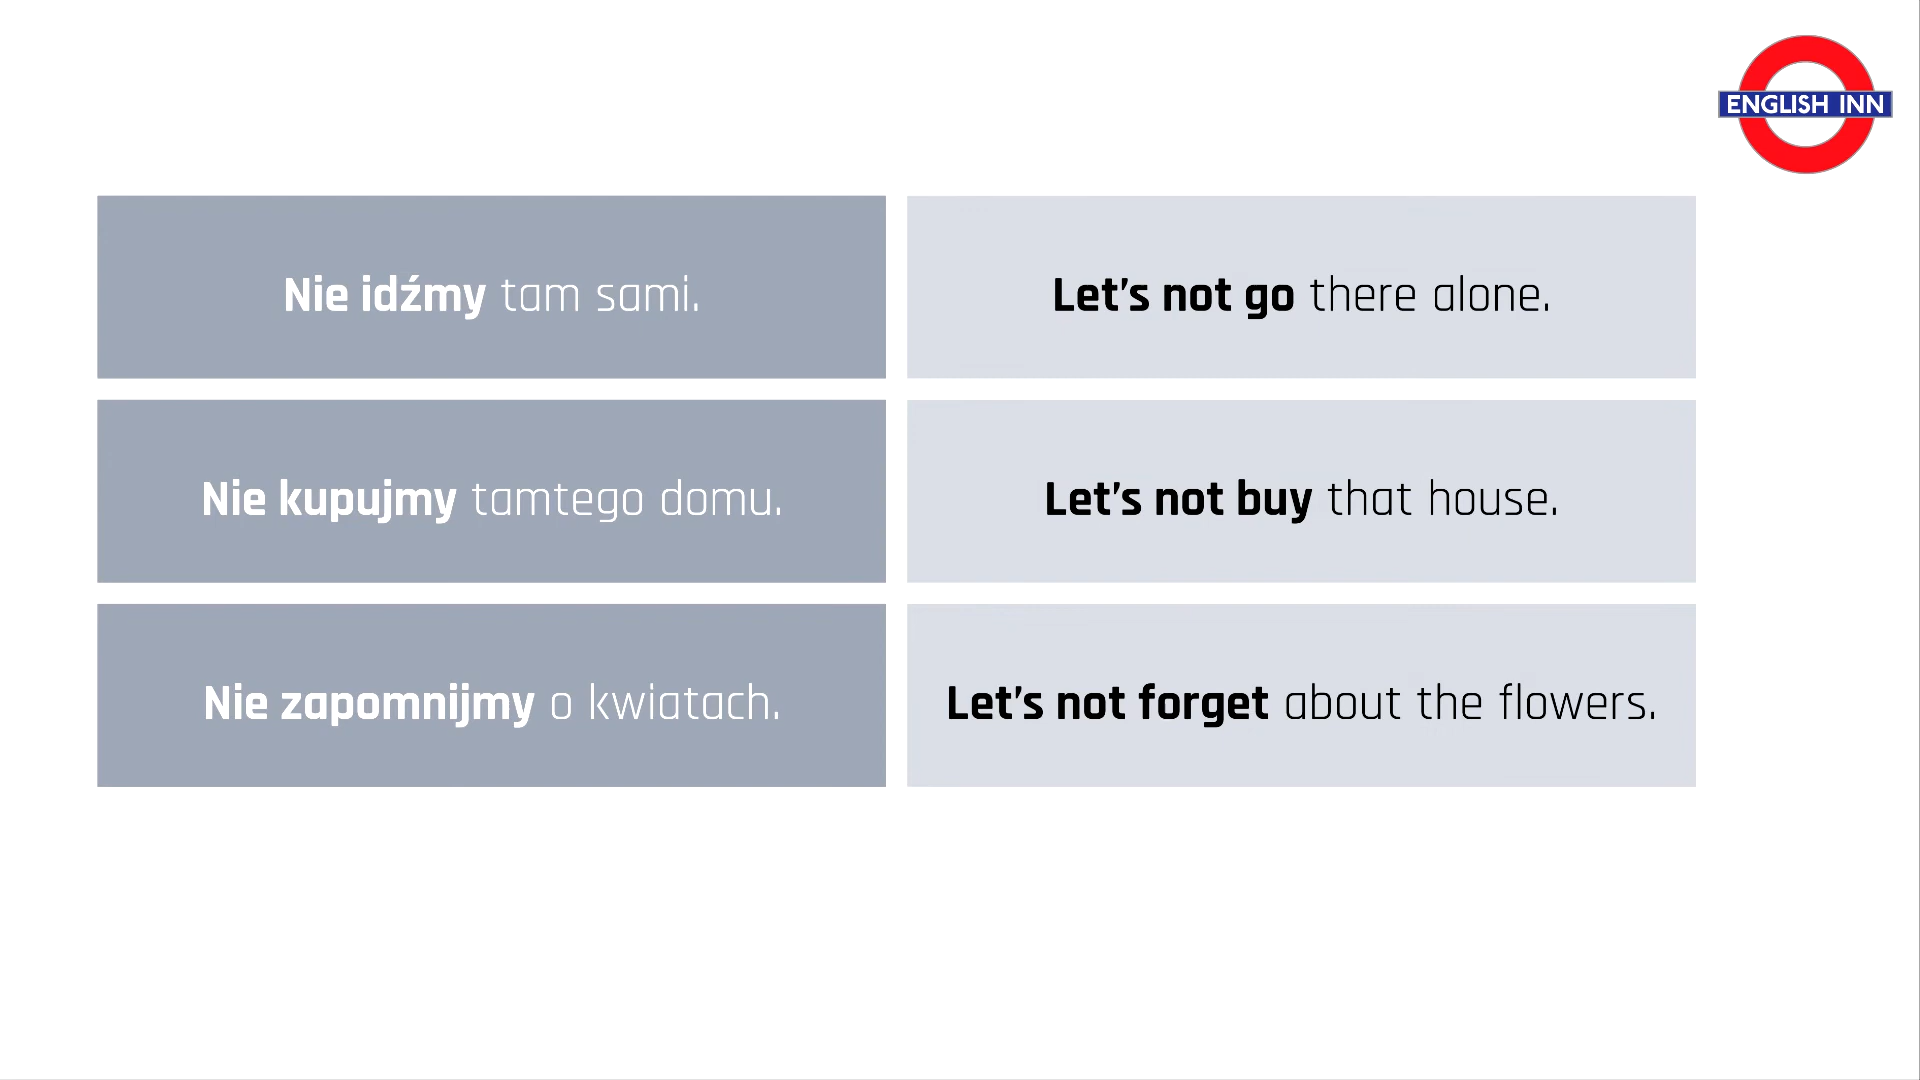 ENGLISH INN
Nie idźmy tam sami.
Let's not go there alone.
Nie kupujmy tamtego domu.
Let's not buy that house.
Nie zapomnijmy o kwiatach.
Let's not forget about the flowers.